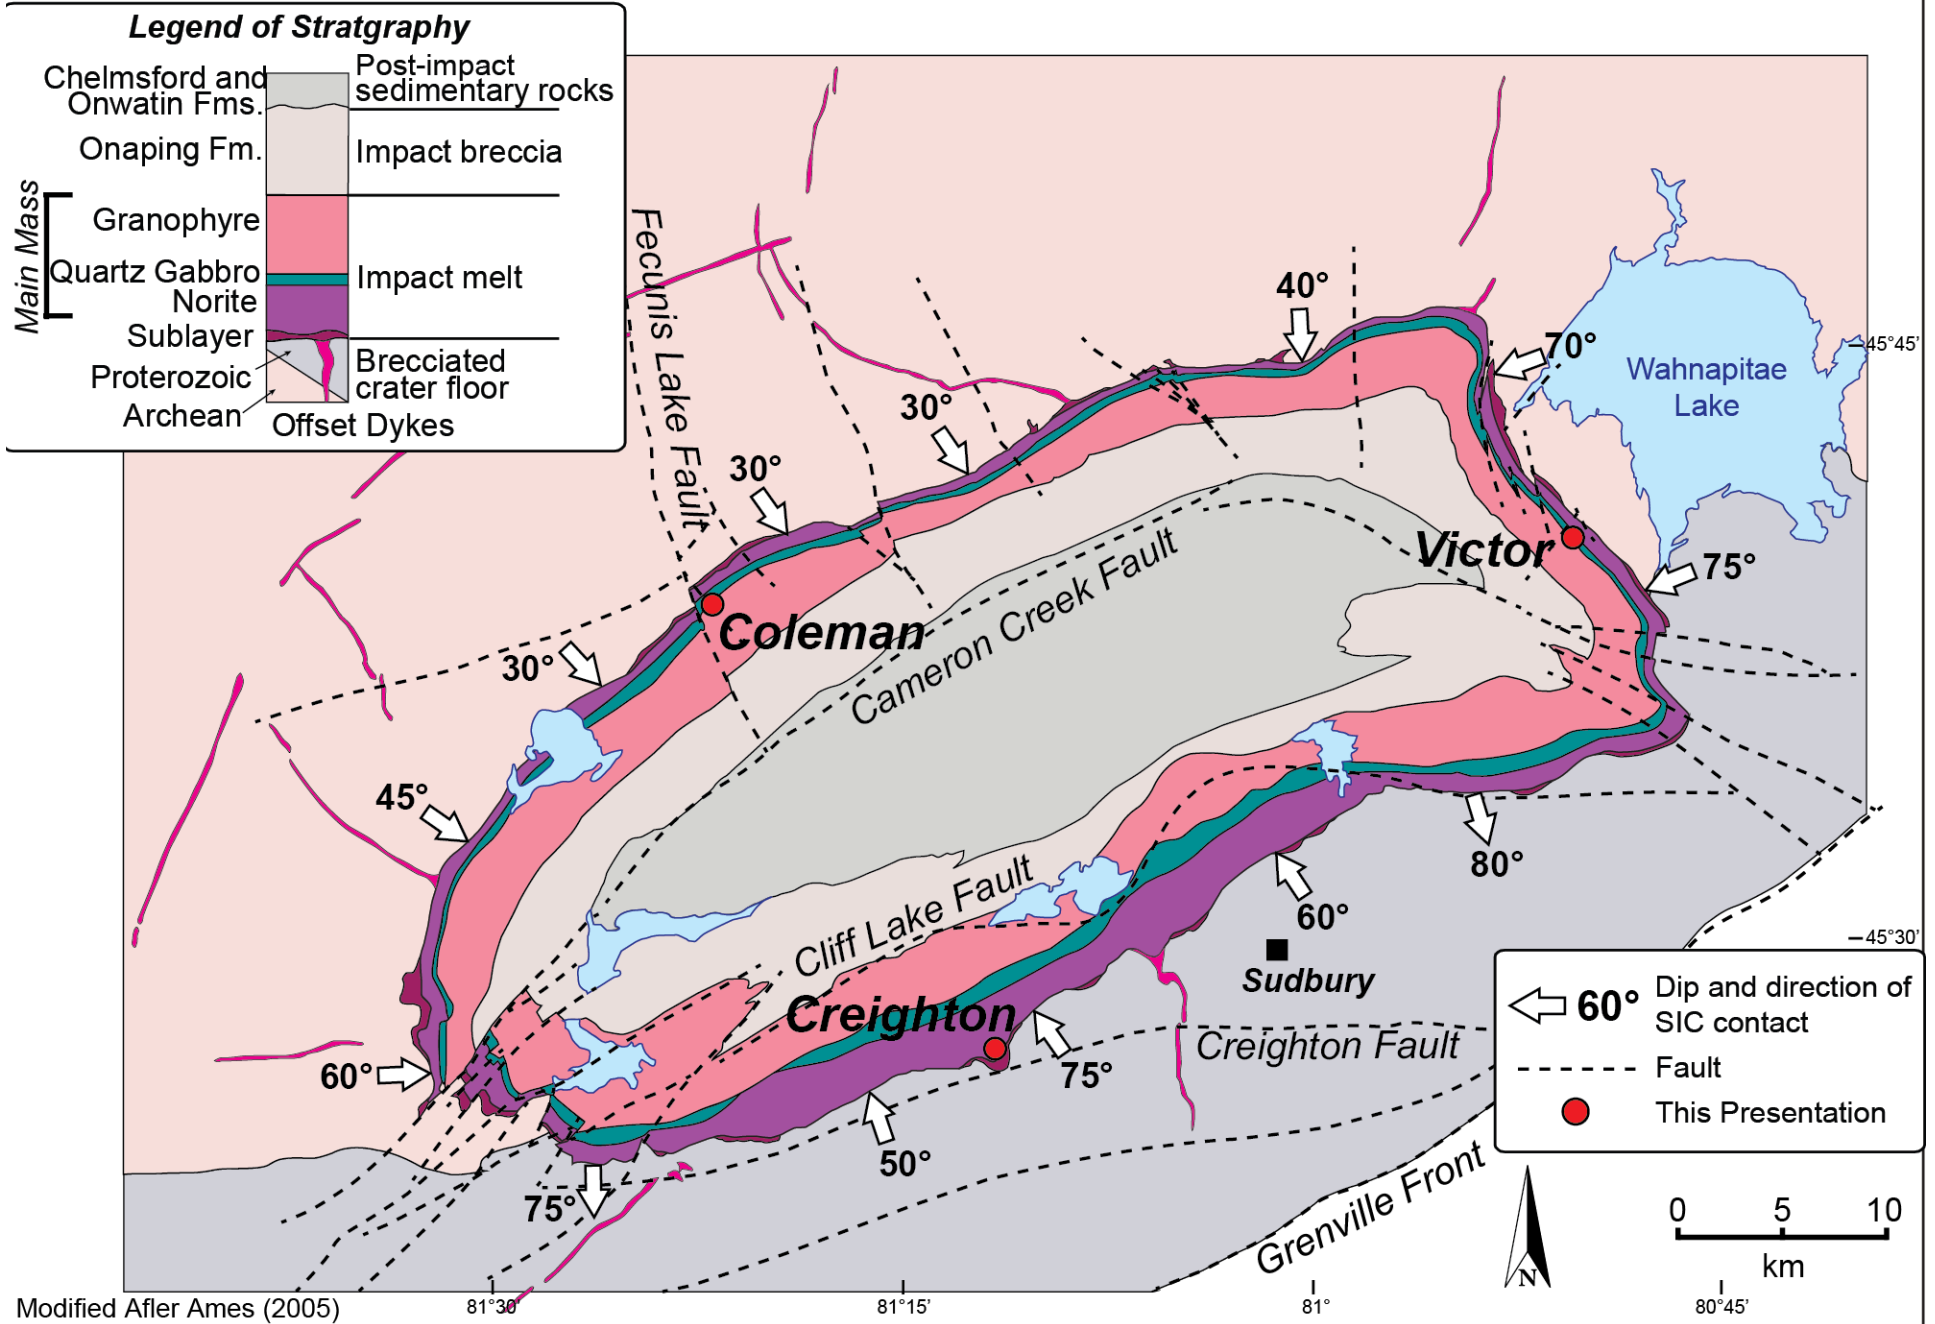 Legend of Stratgraphy
Chelmsford and
Onwatin Fms.
Post-impact
sedimentary rocks
Onaping Fm.
Impact breccia
Main Mass
Granophyre
Quartz Gabbro
Norite
Impact melt
Sublayer
Proterozoic
Archean
Brecciated
crater floor
Offset Dykes
Fecunis Lake Fault
40°
70°
45°45'
Wahnapitae
Lake
30°
30°
Victor
75°
Coleman
Cameron Creek Fault
30°
45°
80°
Cliff Lake Fault
60°
45°30'
Sudbury
Creighton
Creighton Fault
60°
75°
50°
75°
Grenville Front
60°
Dip and direction of
SIC contact
Fault
This Presentation
N
0 5 10
km
Modified Afler Ames (2005)
81°30'
81°15'
81°
80°45'